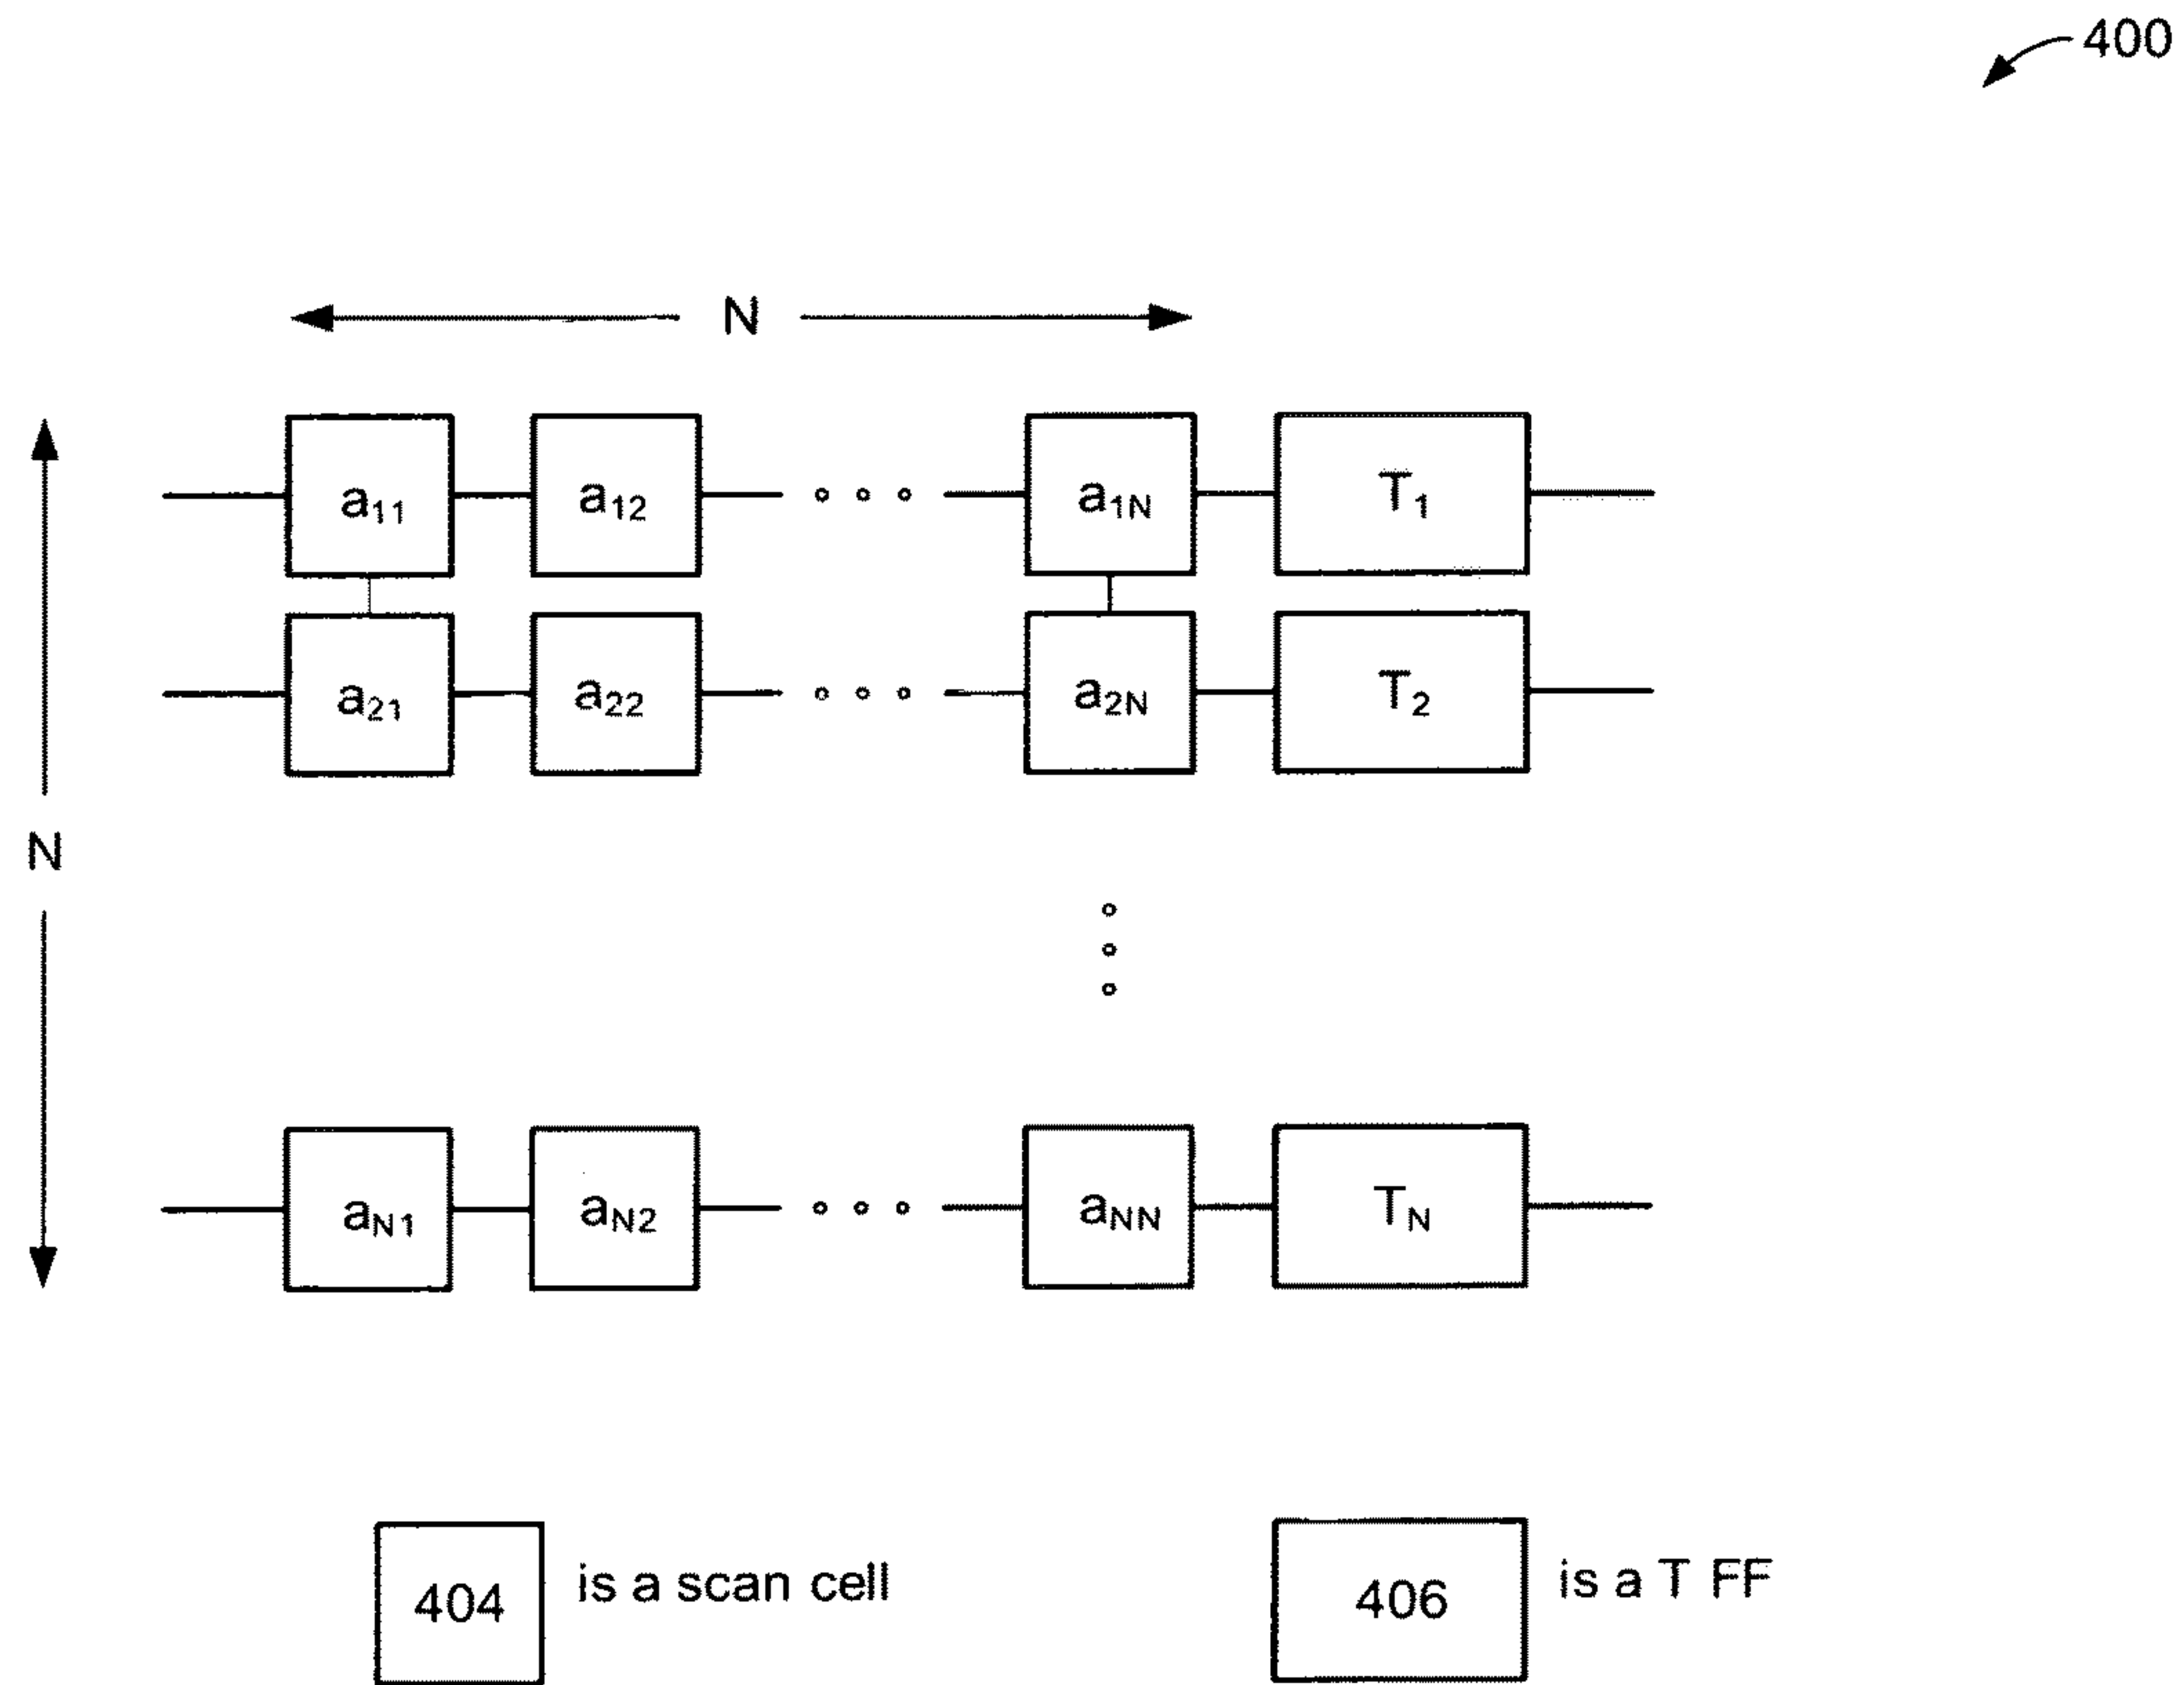 400
N
a11 a12 a1N T1
a21 a22 a2N T2
N
aN1 aN2 aNN TN
404 is a scan cell 406 is a T FF